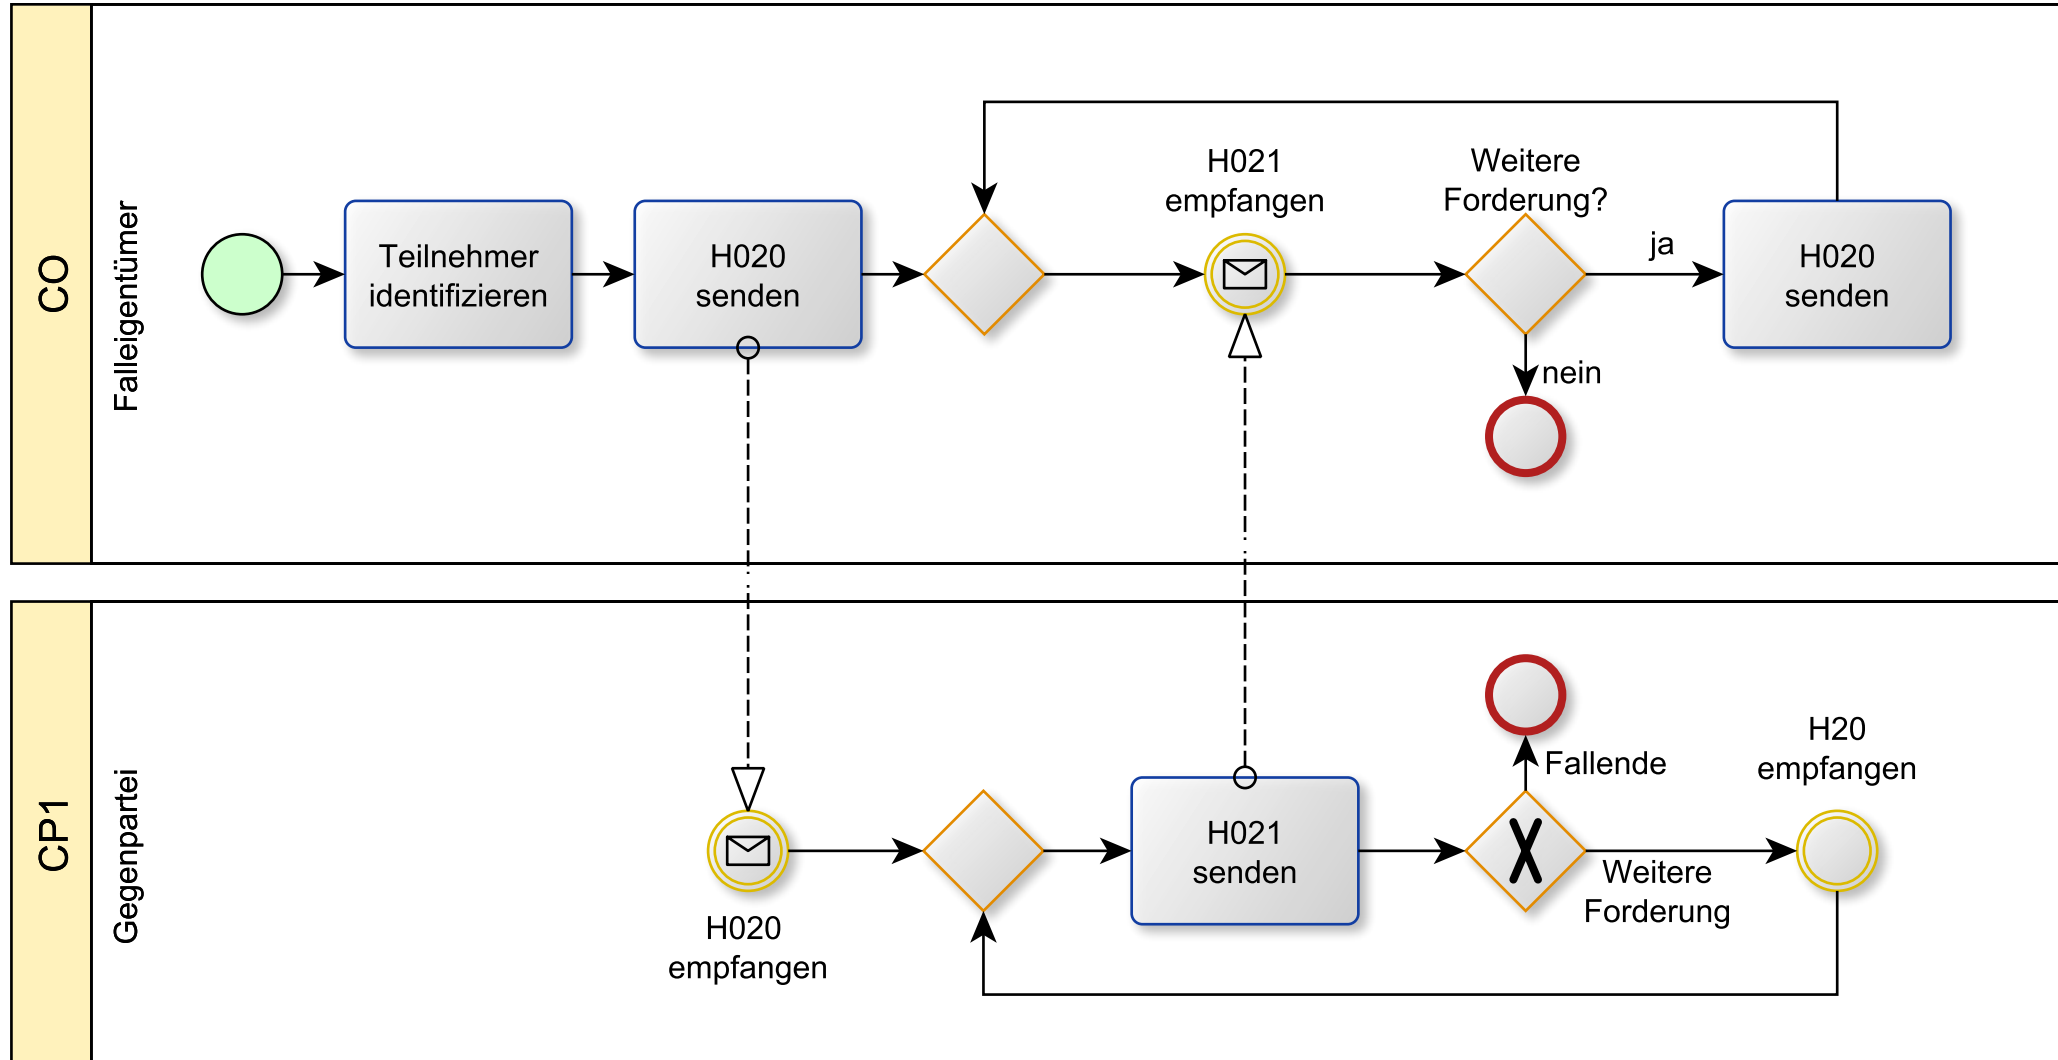 CO
Falleigentümer
Teilnehmer
identifizieren
H020
senden
H021
empfangen
Weitere
Forderung?
ja
nein
H020
senden
CP1
Gegenpartei
H020
empfangen
H021
senden
Fallende
Weitere
Forderung
H20
empfangen